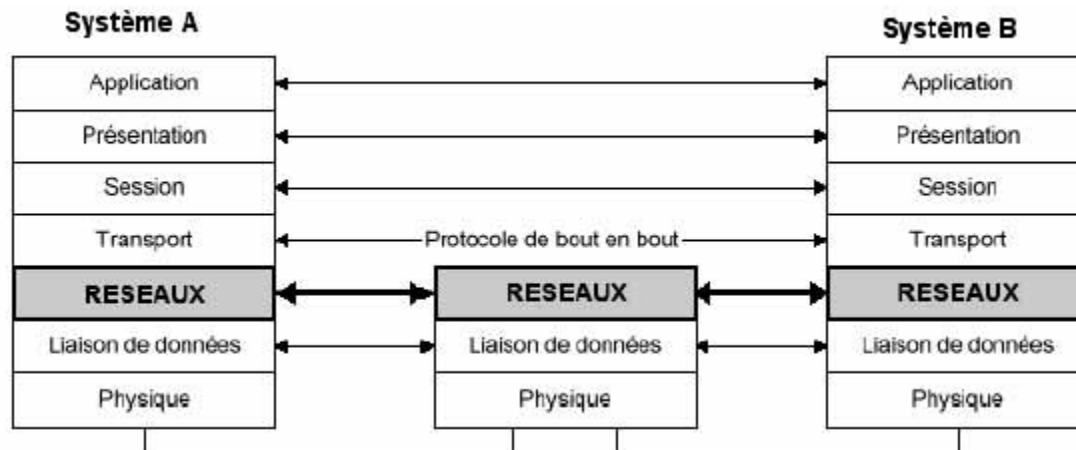 Système A
Système B
Application
Application
Présentation
Présentation
Session
Session
Transport
Protocole de bout en bout
Transport
RESEAUX
RESEAUX
RESEAUX
Liaison de données
Liaison de données
Liaison de données
Physique
Physique
Physique